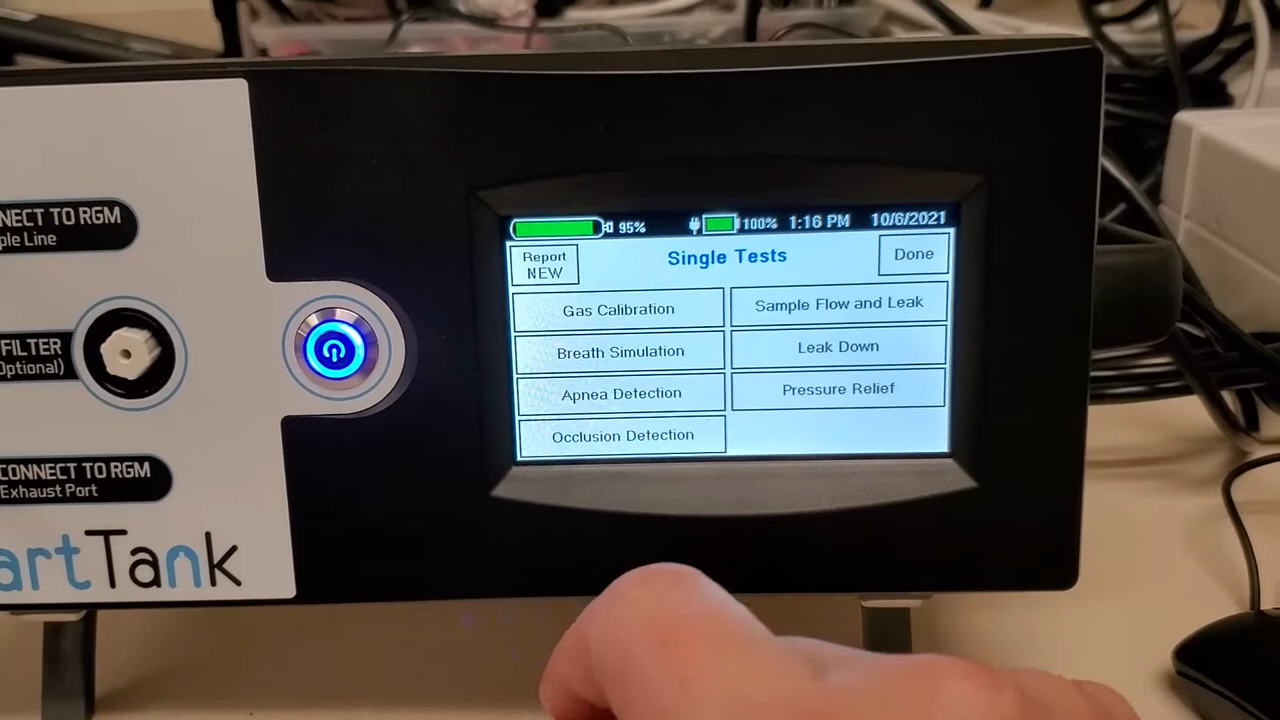 NECT TO RGM
ple Line
FILTER
Optional)
CONNECT TO RGM
Exhaust Port
artTank
95%
100%
1:16 PM
10/6/2021
Report
NEW
Single Tests
Done
Gas Calibration
Sample Flow and Leak
Breath Simulation
Leak Down
Apnea Detection
Pressure Relief
Occlusion Detection